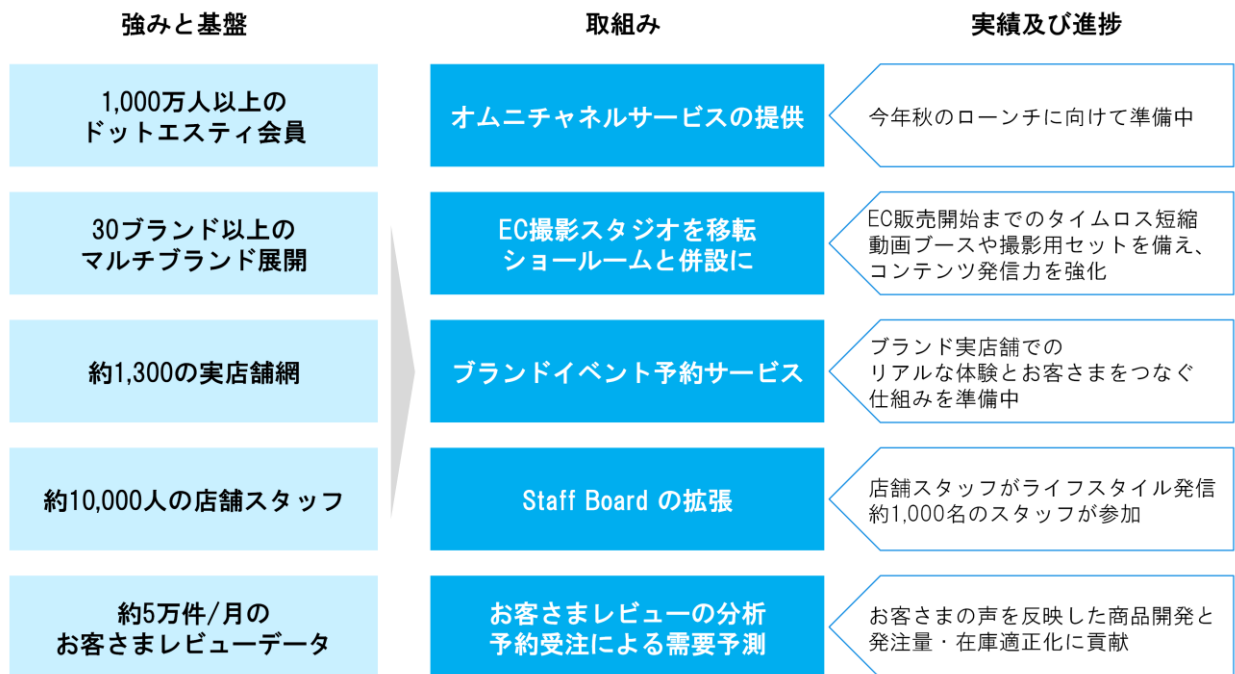 強みと基盤
取組み
実績及び進捗
1,000万人以上の
ドットエスティ会員
オムニチャネルサービスの提供
今年秋のローンチに向けて準備中
30ブランド以上の
マルチブランド展開
EC撮影スタジオを移転
ショールームと併設に
EC販売開始までのタイムロス短縮
動画ブースや撮影用セットを備え、
コンテンツ発信力を強化
約1,300の実店舗網
ブランドイベント予約サービス
ブランド実店舗での
リアルな体験とお客さまをつなぐ
仕組みを準備中
約10,000人の店舗スタッフ
Staff Board の拡張
店舗スタッフがライフスタイル発信
約1,000名のスタッフが参加
約5万件/月の
お客さまレビューデータ
お客さまレビューの分析
予約受注による需要予測
お客さまの声を反映した商品開発と
発注量・在庫適正化に貢献